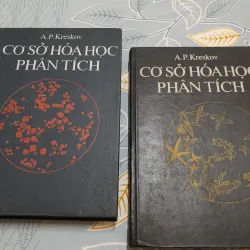 A.P.Kreskov
CƠ SỞ HÓA HỌC
PHÂN TÍCH
A.P.Kreskov
CƠ SỞ HÓA HỌC
PHÂN TÍCH